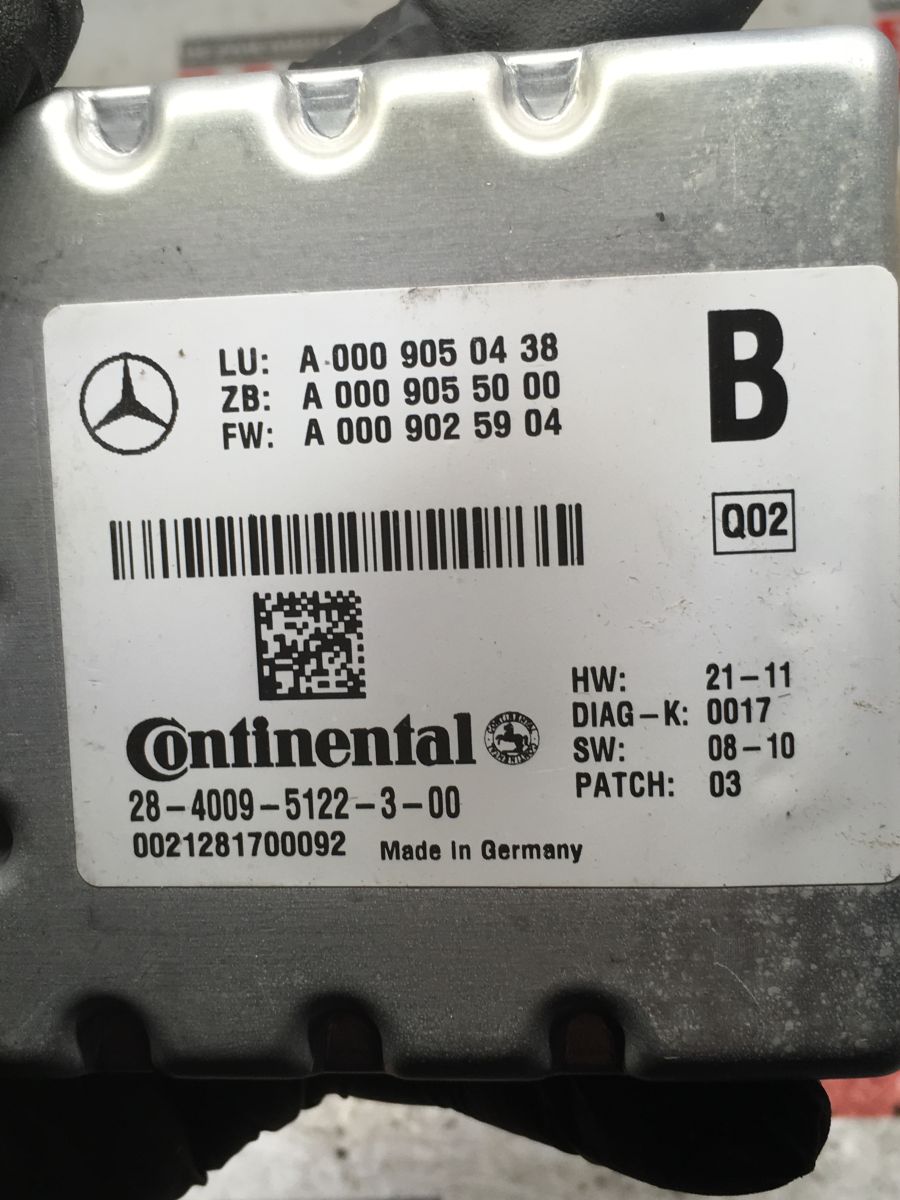 LU: A 000 905 04 38
ZB: A 000 905 50 00
FW: A 000 902 59 04
B
Q02
HW: 21-11
DIAG-K: 0017
SW: 08-10
PATCH: 03
Continental
28-4009-5122-3-00
0021281700092 Made in Germany